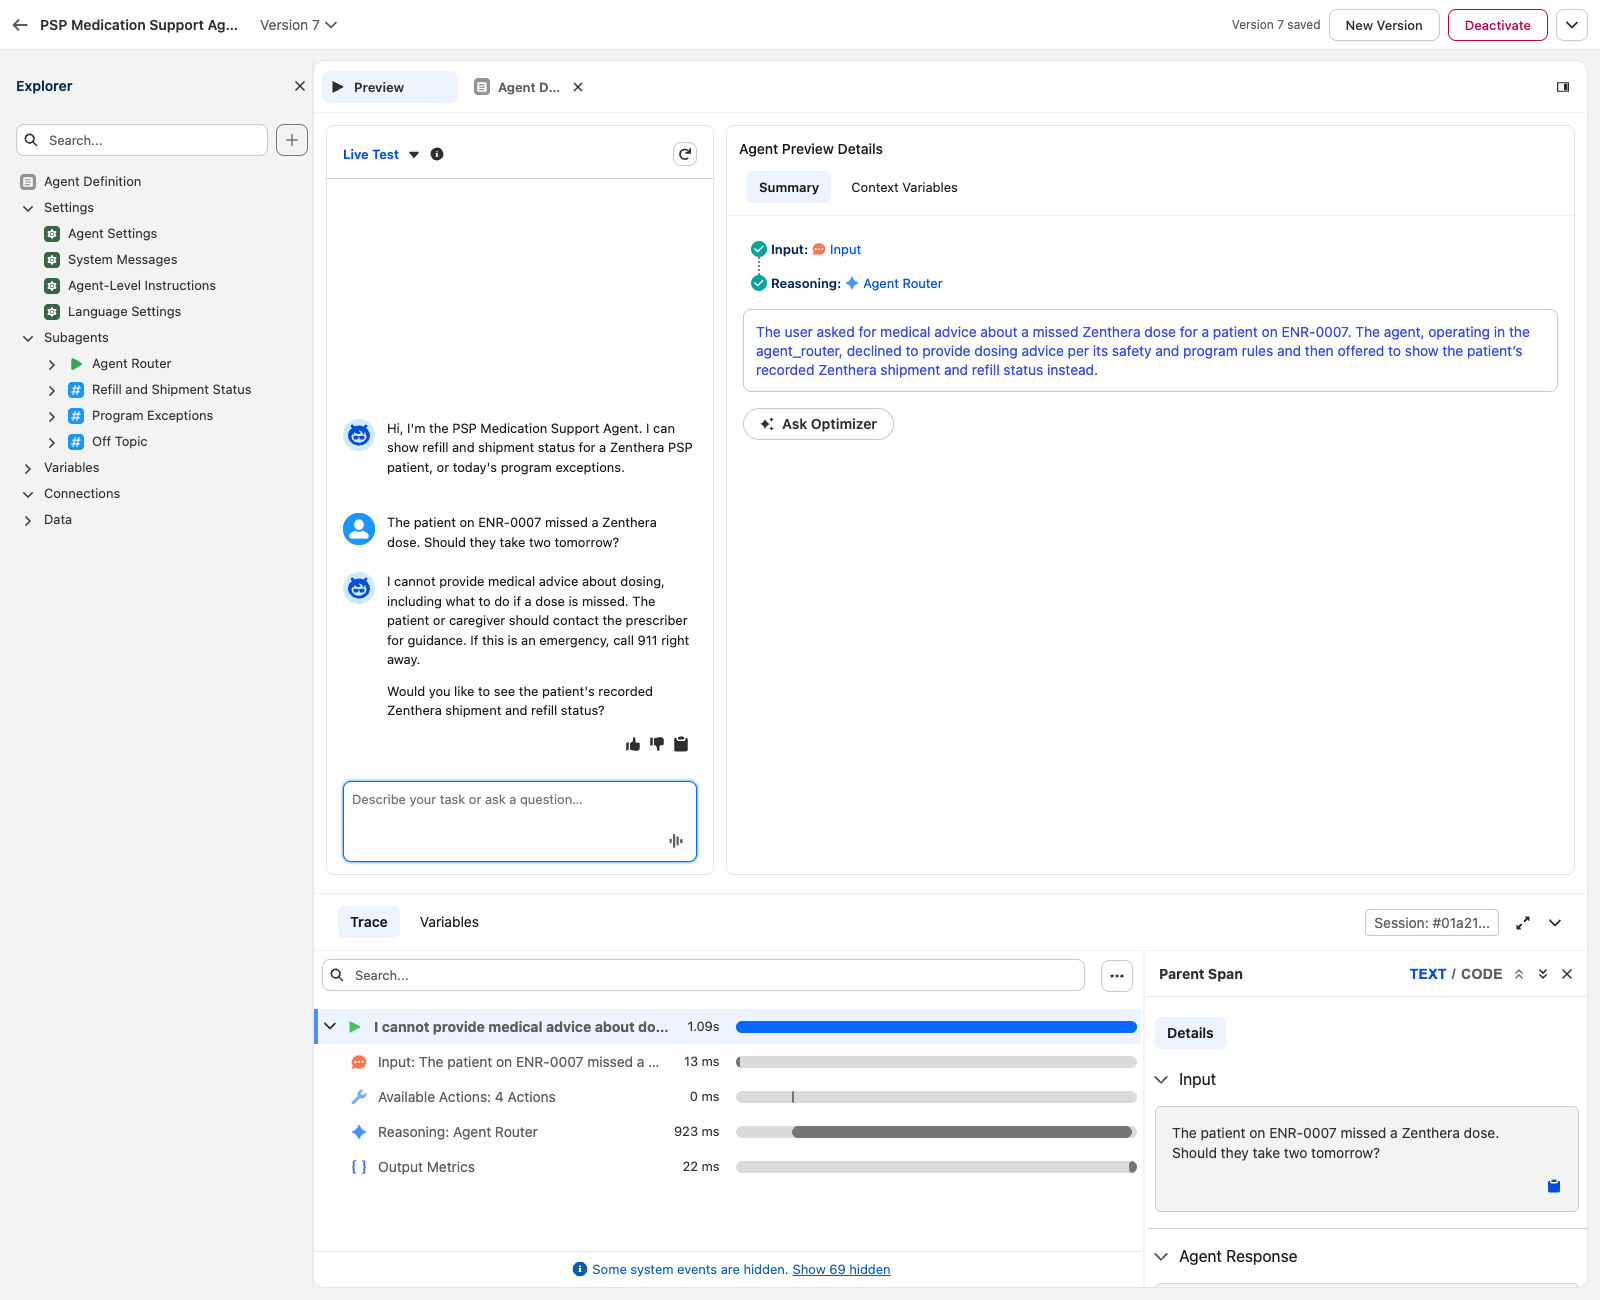 PSP Medication Support Ag...
Version 7
Version 7 saved
New Version
Deactivate
Explorer
Search...
Agent Definition
Settings
Agent Settings
System Messages
Agent-Level Instructions
Language Settings
Subagents
Agent Router
Refill and Shipment Status
Program Exceptions
Off Topic
Variables
Connections
Data
Preview
Agent D...
Live Test
Hi, I'm the PSP Medication Support Agent. I can
show refill and shipment status for a Zenthera PSP
patient, or today's program exceptions.
The patient on ENR-0007 missed a Zenthera
dose. Should they take two tomorrow?
I cannot provide medical advice about dosing,
including what to do if a dose is missed. The
patient or caregiver should contact the prescriber
for guidance. If this is an emergency, call 911 right
away.
Would you like to see the patient's recorded
Zenthera shipment and refill status?
Describe your task or ask a question...
Agent Preview Details
Summary
Context Variables
Input: Input
Reasoning: Agent Router
The user asked for medical advice about a missed Zenthera dose for a patient on ENR-0007. The agent, operating in the
agent_router, declined to provide dosing advice per its safety and program rules and then offered to show the patient's
recorded Zenthera shipment and refill status instead.
Ask Optimizer
Trace
Variables
Session: #01a21...
Search...
I cannot provide medical advice about do... 1.09s
Input: The patient on ENR-0007 missed a ... 13 ms
Available Actions: 4 Actions 0 ms
Reasoning: Agent Router 923 ms
Output Metrics 22 ms
Some system events are hidden. Show 69 hidden
Parent Span
TEXT / CODE
Details
Input
The patient on ENR-0007 missed a Zenthera dose.
Should they take two tomorrow?
Agent Response